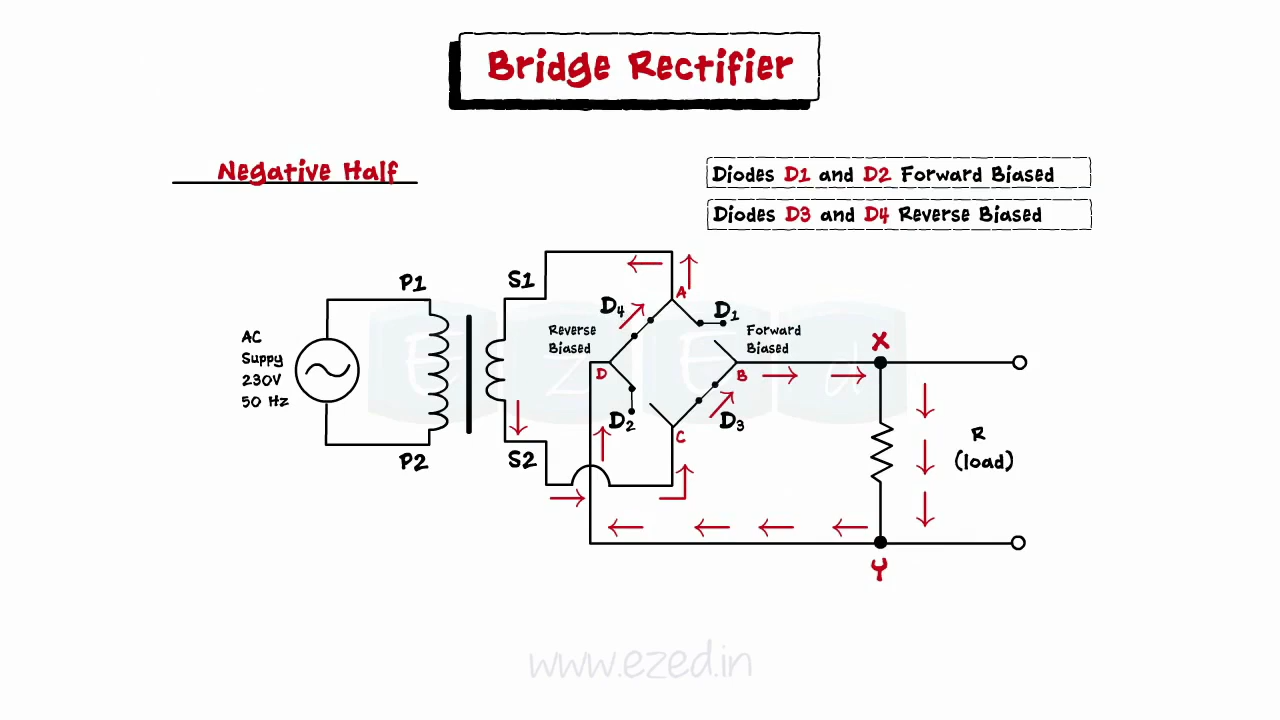 Bridge Rectifier
Negative Half
Diodes D1 and D2 Forward Biased
Diodes D3 and D4 Reverse Biased
P1
S1
A
D4
D1
Reverse
Biased
Forward
Biased
AC
Suppy
230V
50 Hz
X
D
B
D2
D3
C
R
(load)
P2
S2
Y
EZEd
www.ezed.in